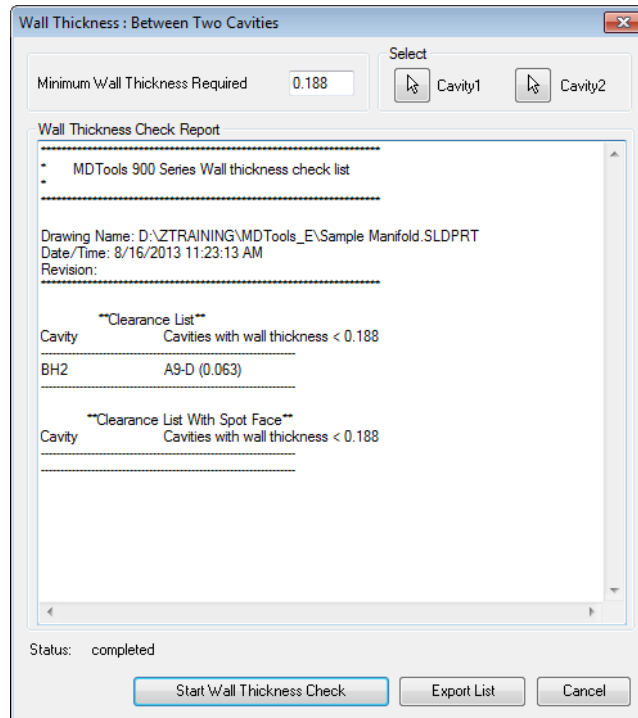 Wall Thickness : Between Two Cavities
Minimum Wall Thickness Required 0.188
Select
Cavity1 Cavity2
Wall Thickness Check Report
******************************************************************************
* MDTools 900 Series Wall thickness check list
*
******************************************************************************
Drawing Name: D:\ZTRAINING\MDTools_E\Sample Manifold.SLDPRT
Date/Time: 8/16/2013 11:23:13 AM
Revision:
******************************************************************************
**Clearance List**
Cavity Cavities with wall thickness < 0.188
--------------------------------------------------------------------------------
BH2 A9-D (0.063)
--------------------------------------------------------------------------------
**Clearance List With Spot Face**
Cavity Cavities with wall thickness < 0.188
--------------------------------------------------------------------------------
--------------------------------------------------------------------------------
Status: completed
Start Wall Thickness Check Export List Cancel